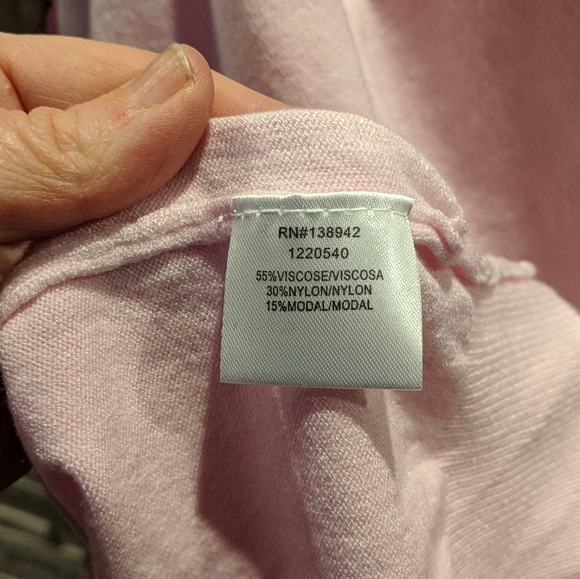 RN#138942
1220540
55%VISCOSE/VISCOSA
30%NYLON/NYLON
15%MODAL/MODAL